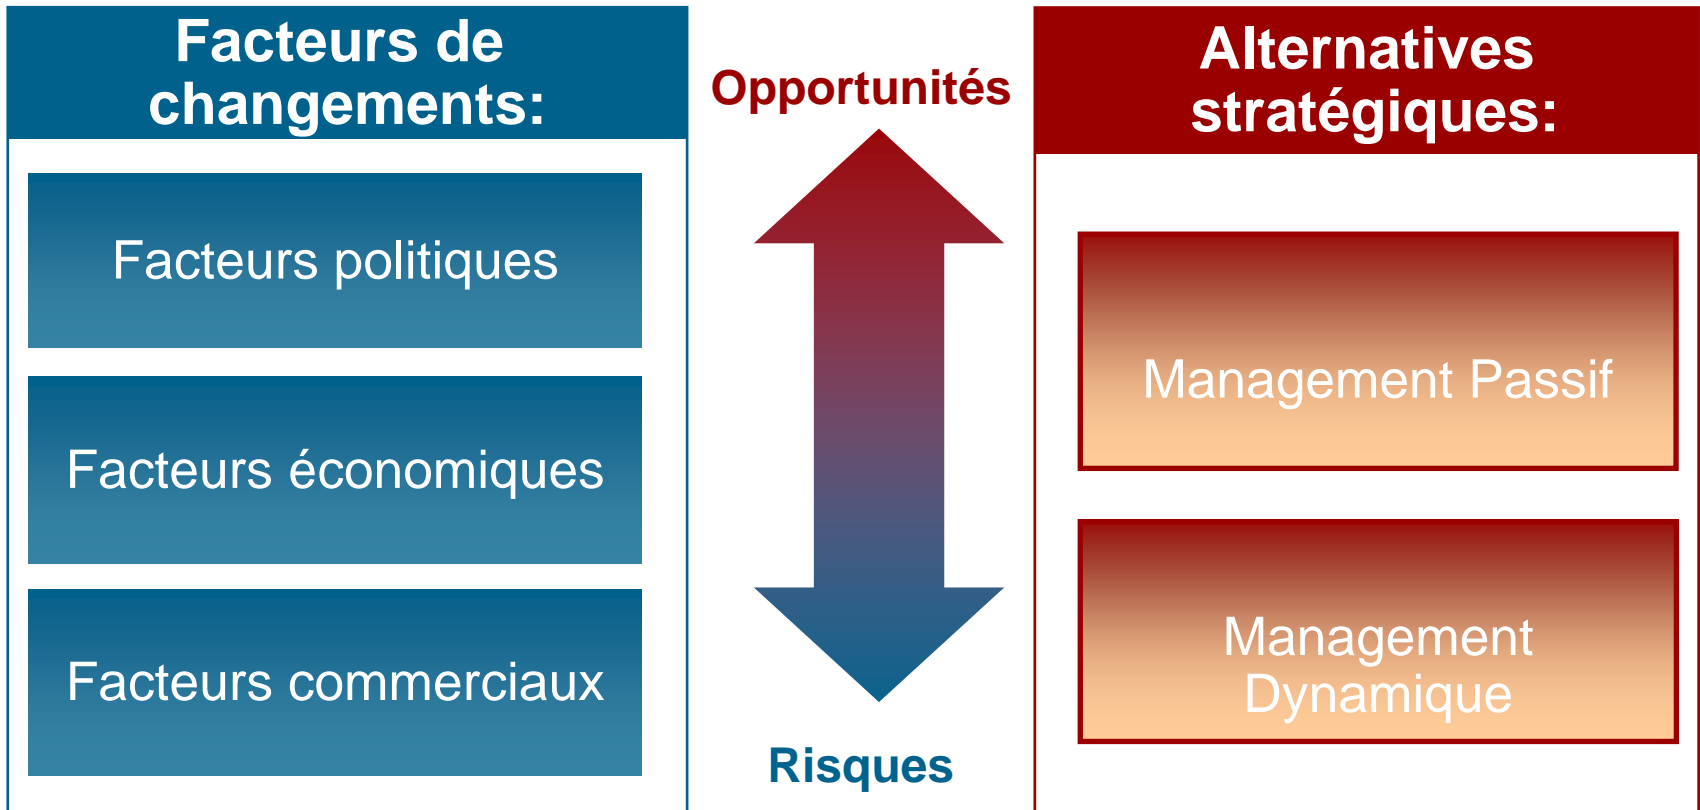 Facteurs de
changements:
Facteurs politiques
Facteurs économiques
Facteurs commerciaux
Opportunités
Risques
Alternatives
stratégiques:
Management Passif
Management
Dynamique